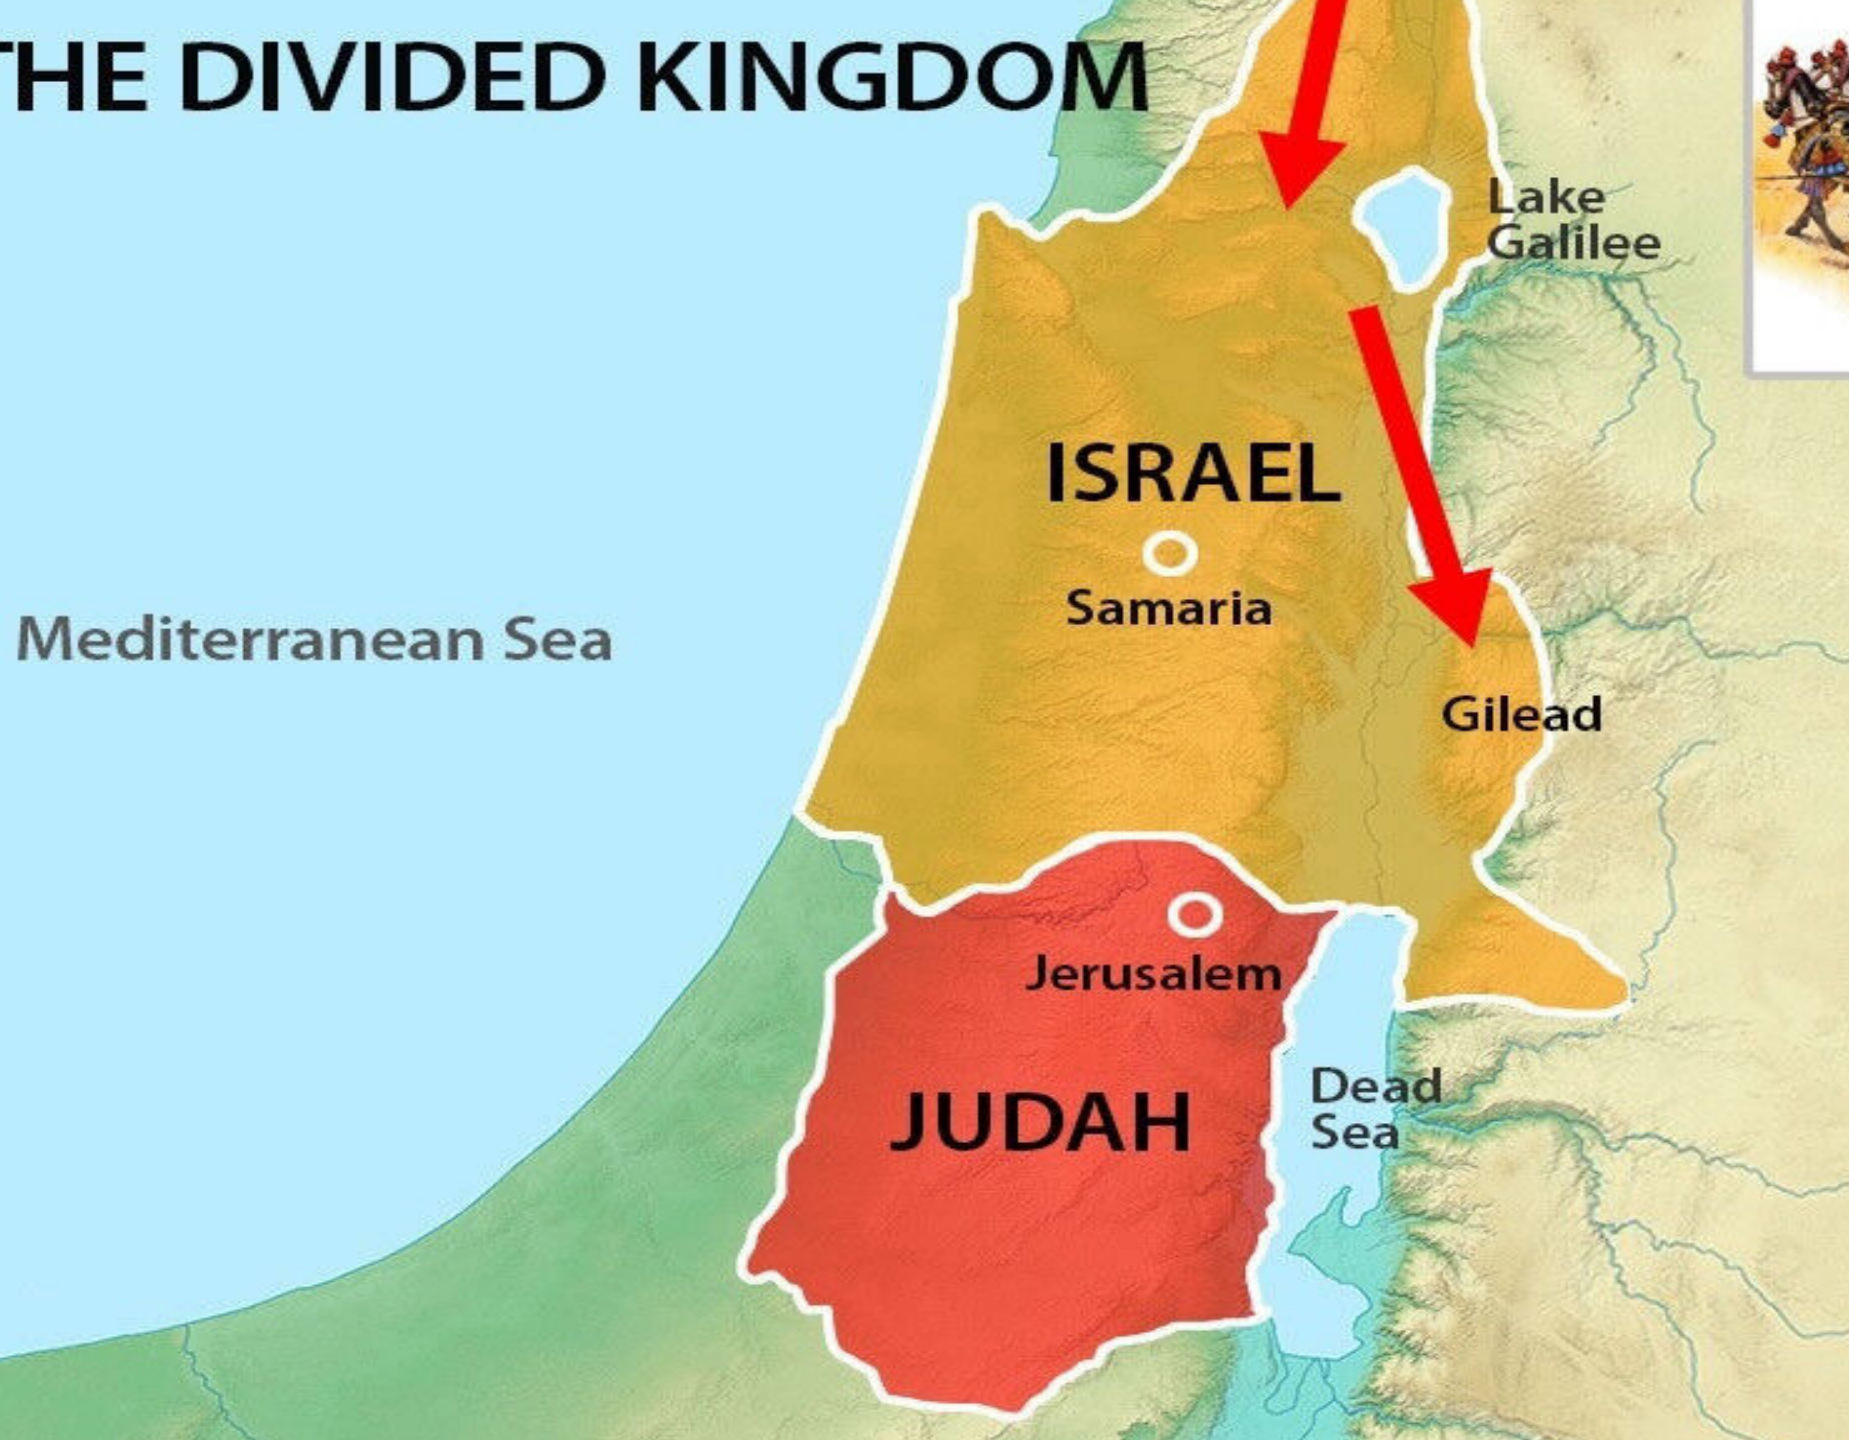 THE DIVIDED KINGDOM
Lake
Galilee
ISRAEL
Samaria
Mediterranean Sea
Gilead
Jerusalem
JUDAH
Dead
Sea